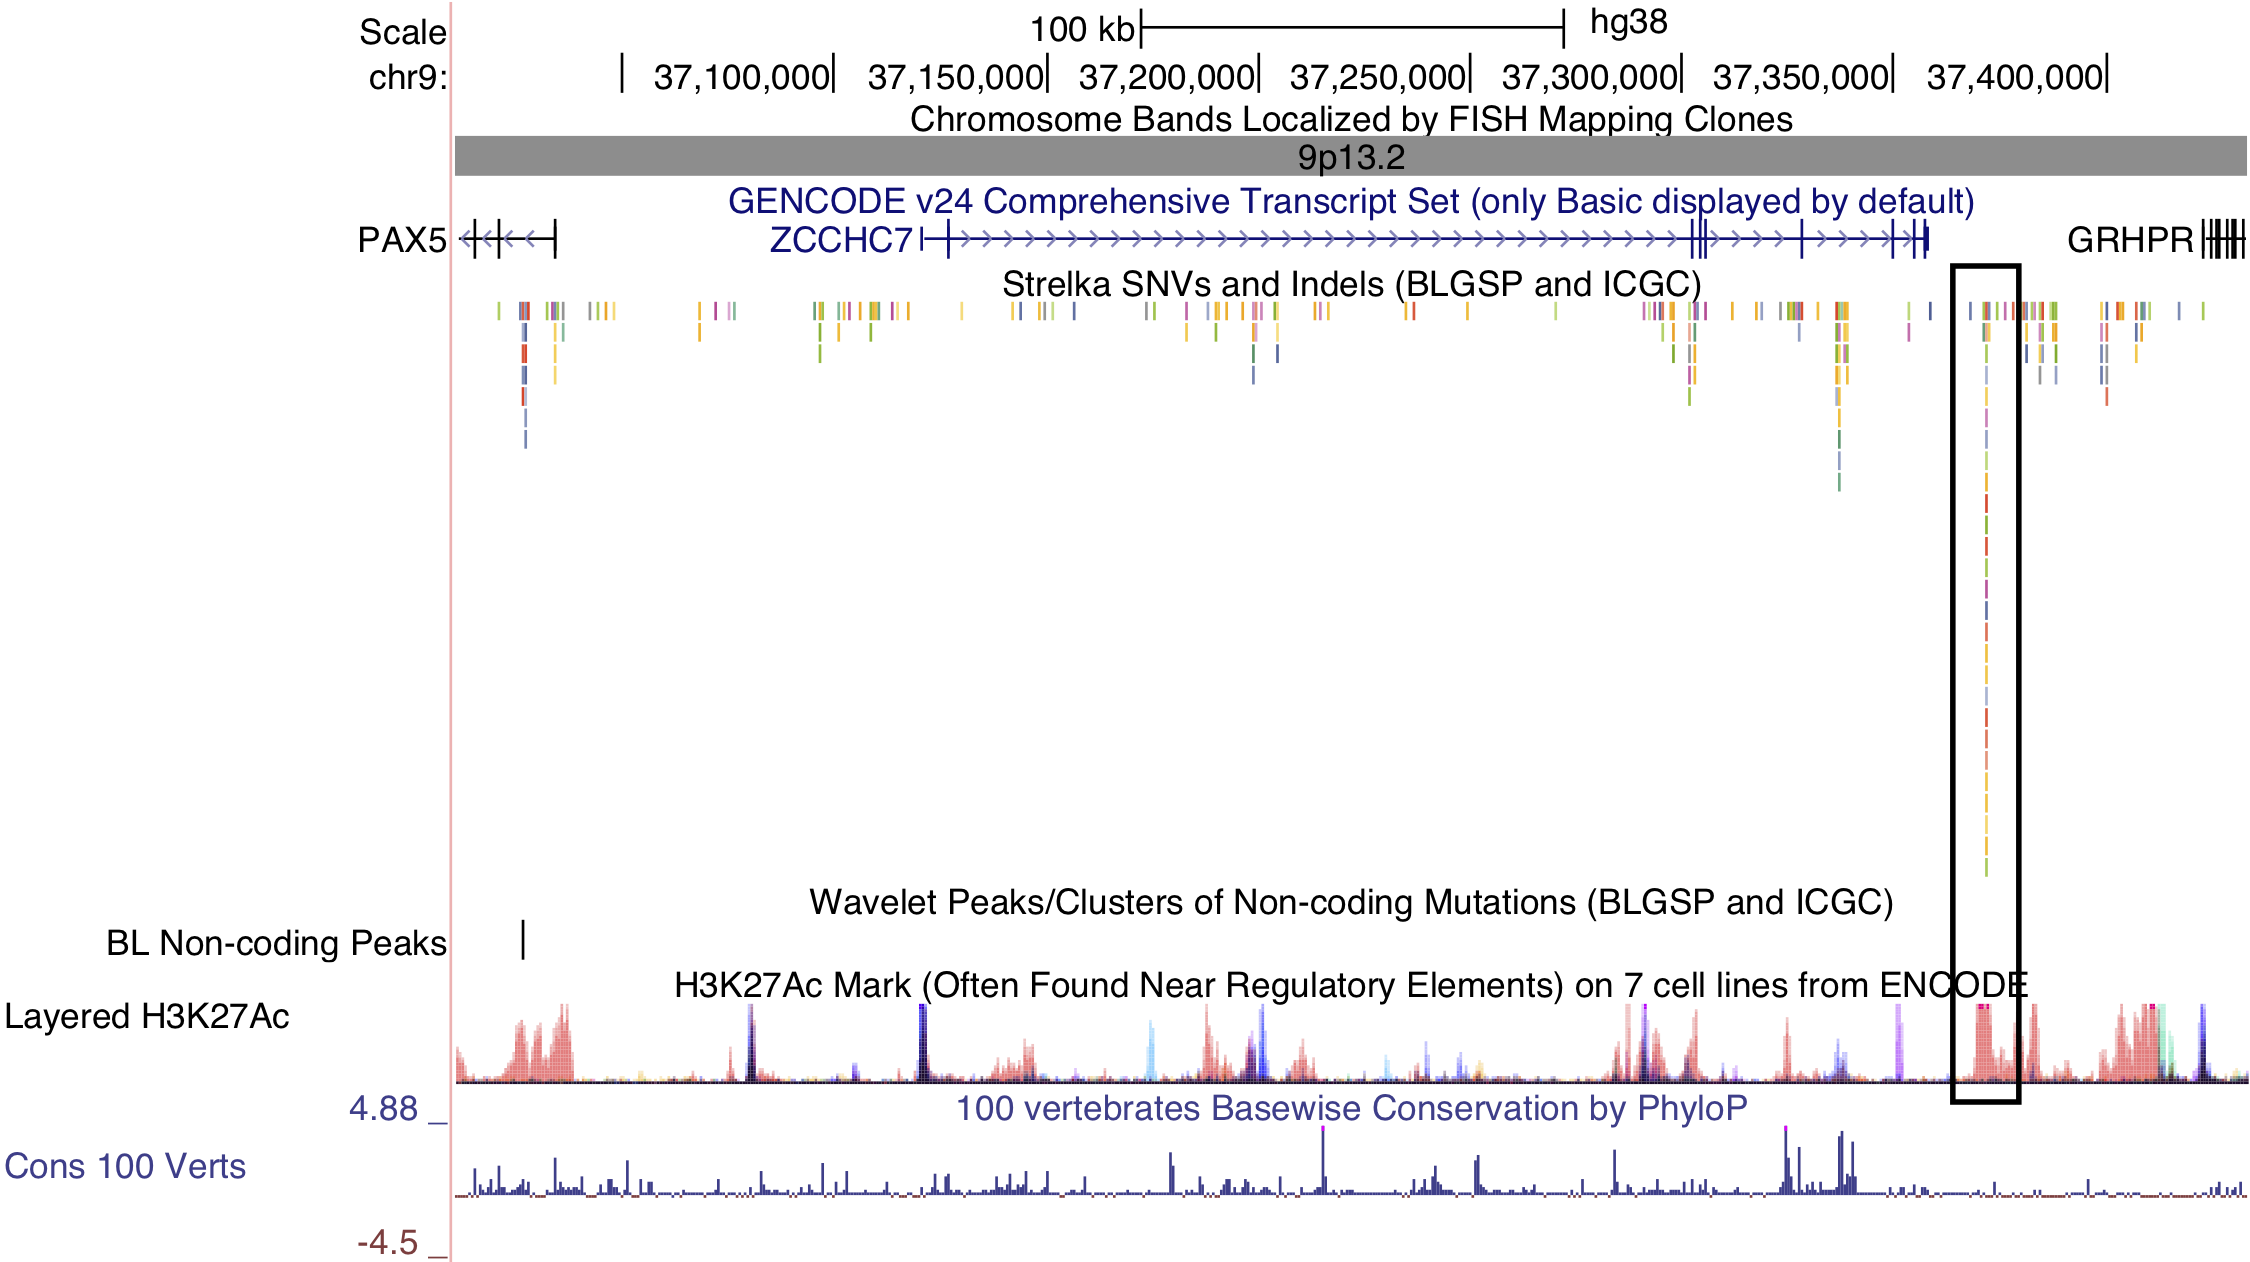 Scale 100 kb hg38
chr9: 37,100,000 37,150,000 37,200,000 37,250,000 37,300,000 37,350,000 37,400,000
Chromosome Bands Localized by FISH Mapping Clones
9p13.2
GENCODE v24 Comprehensive Transcript Set (only Basic displayed by default)
PAX5 ZCCHC7 GRHPR
Strelka SNVs and Indels (BLGSP and ICGC)
Wavelet Peaks/Clusters of Non-coding Mutations (BLGSP and ICGC)
BL Non-coding Peaks
H3K27Ac Mark (Often Found Near Regulatory Elements) on 7 cell lines from ENCODE
Layered H3K27Ac
4.88 _ 100 vertebrates Basewise Conservation by PhyloP
Cons 100 Verts
-4.5 _